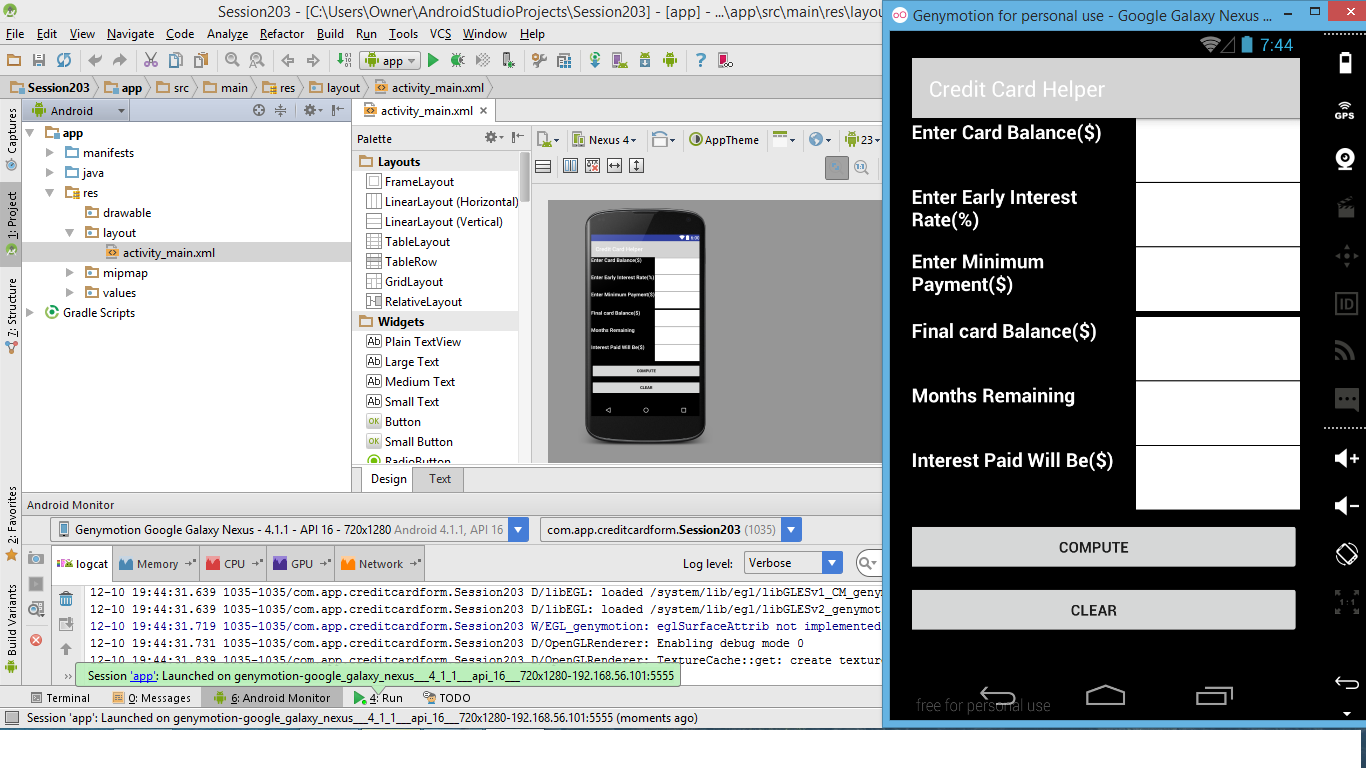 Session203 - [C:\Users\Owner\AndroidStudioProjects\Session203] - [app] - ...\app\src\main\res\layou
File Edit View Navigate Code Analyze Refactor Build Run Tools VCS Window Help
app
Session203 app src main res layout activity_main.xml
Captures
1: Project
7: Structure
2: Favorites
Build Variants
Android
app
manifests
java
res
drawable
layout
activity_main.xml
mipmap
values
Gradle Scripts
activity_main.xml
Palette
Layouts
FrameLayout
LinearLayout (Horizontal)
LinearLayout (Vertical)
TableLayout
TableRow
GridLayout
RelativeLayout
Widgets
Ab Plain TextView
Ab Large Text
Ab Medium Text
Ab Small Text
OK Button
OK Small Button
RadioButton
Nexus 4 AppTheme 23
1:1
6:00
Credit Card Helper
Enter Card Balance($)
Enter Early Interest Rate(%)
Enter Minimum Payment($)
Final card Balance($)
Months Remaining
Interest Paid Will Be($)
COMPUTE
CLEAR
Design Text
Android Monitor
Genymotion Google Galaxy Nexus - 4.1.1 - API 16 - 720x1280 Android 4.1.1, API 16
com.app.creditcardform.Session203 (1035)
logcat Memory CPU GPU Network Log level: Verbose
12-10 19:44:31.639 1035-1035/com.app.creditcardform.Session203 D/libEGL: loaded /system/lib/egl/libGLESv1_CM_geny
12-10 19:44:31.639 1035-1035/com.app.creditcardform.Session203 D/libEGL: loaded /system/lib/egl/libGLESv2_genymot
12-10 19:44:31.719 1035-1035/com.app.creditcardform.Session203 W/EGL_genymotion: eglSurfaceAttrib not implemented
12-10 19:44:31.731 1035-1035/com.app.creditcardform.Session203 D/OpenGLRenderer: Enabling debug mode 0
12-10 19:44:31.839 1035-1035/com.app.creditcardform.Session203 D/OpenGLRenderer: TextureCache::get: create texture
Session 'app': Launched on genymotion-google_galaxy_nexus___4_1_1___api_16___720x1280-192.168.56.101:5555
Terminal 0: Messages 6: Android Monitor 4: Run TODO
Session 'app': Launched on genymotion-google_galaxy_nexus___4_1_1___api_16___720x1280-192.168.56.101:5555 (moments ago)
Genymotion for personal use - Google Galaxy Nexus ...
7:44
Credit Card Helper
Enter Card Balance($)
Enter Early Interest
Rate(%)
Enter Minimum
Payment($)
Final card Balance($)
Months Remaining
Interest Paid Will Be($)
COMPUTE
CLEAR
free for personal use
GPS
ID
1:1